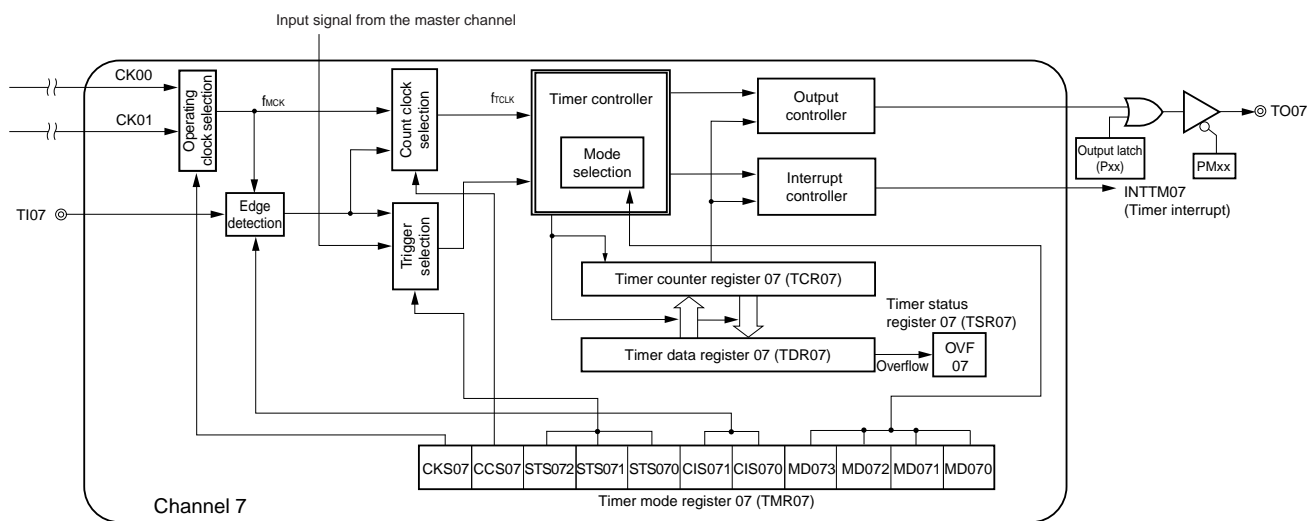 Input signal from the master channel
CK00
CK01
Operating
clock selection
fMCK
Count clock
selection
fTCLK
Timer controller
Mode
selection
Output
controller
Output latch
(Pxx)
PMxx
TO07
Interrupt
controller
INTTM07
(Timer interrupt)
TI07
Edge
detection
Trigger
selection
Timer counter register 07 (TCR07)
Timer status
register 07 (TSR07)
Timer data register 07 (TDR07)
Overflow
OVF
07
CKS07 CCS07 STS072 STS071 STS070 CIS071 CIS070 MD073 MD072 MD071 MD070
Timer mode register 07 (TMR07)
Channel 7